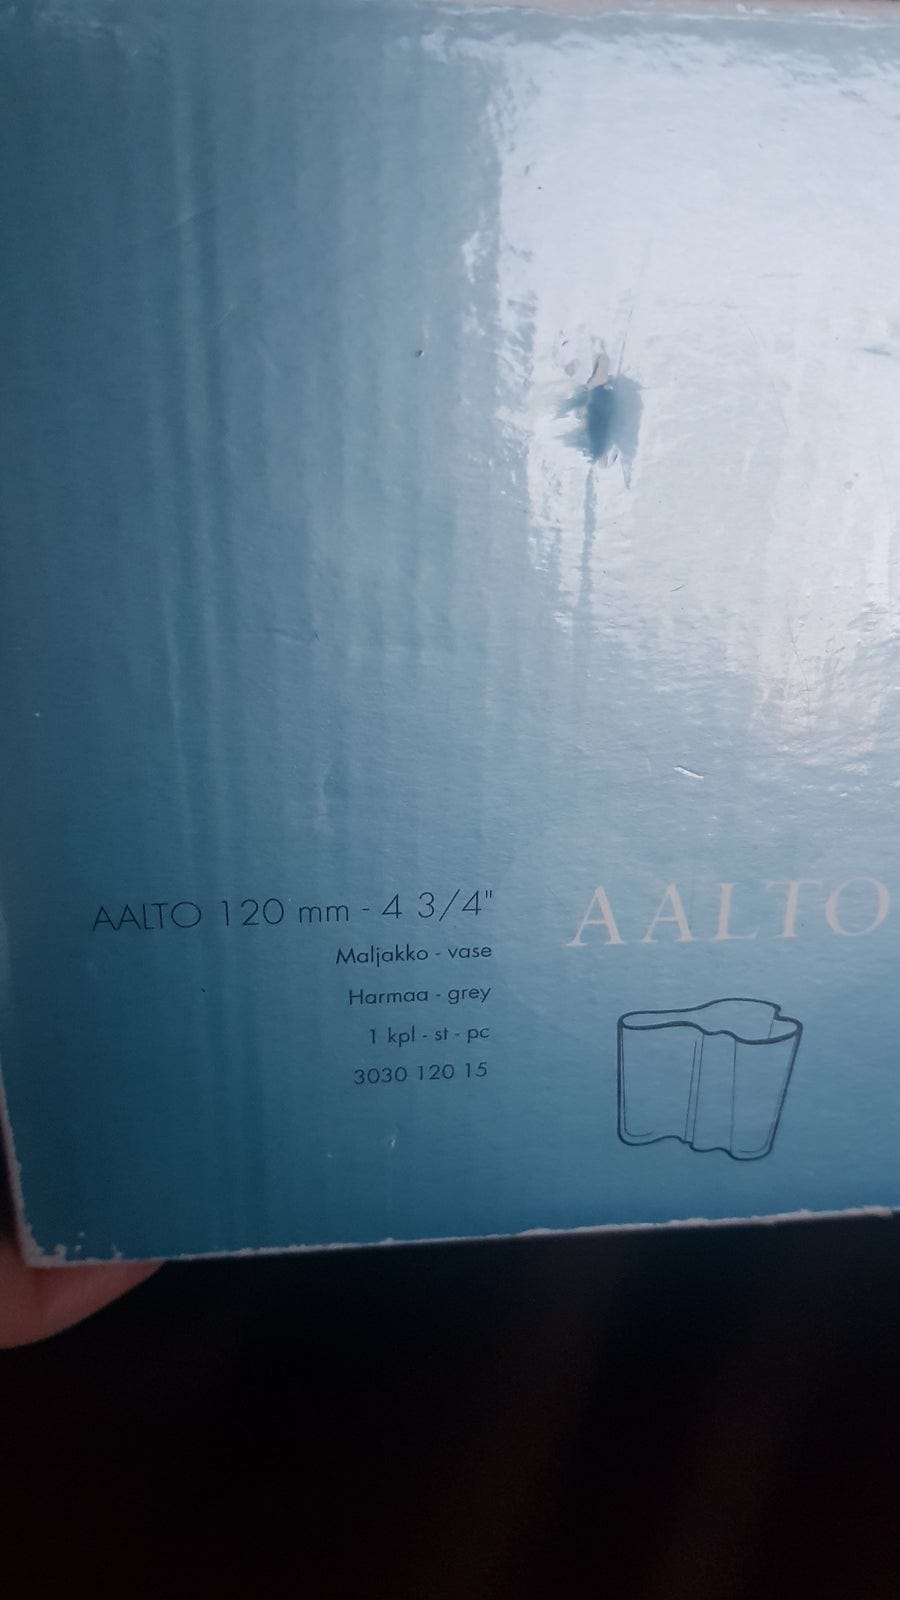 AALTO 120 mm - 4 3/4"
Maljakko - vase
Harmaa - grey
1 kpl - st - pc
3030 120 15
AALTO